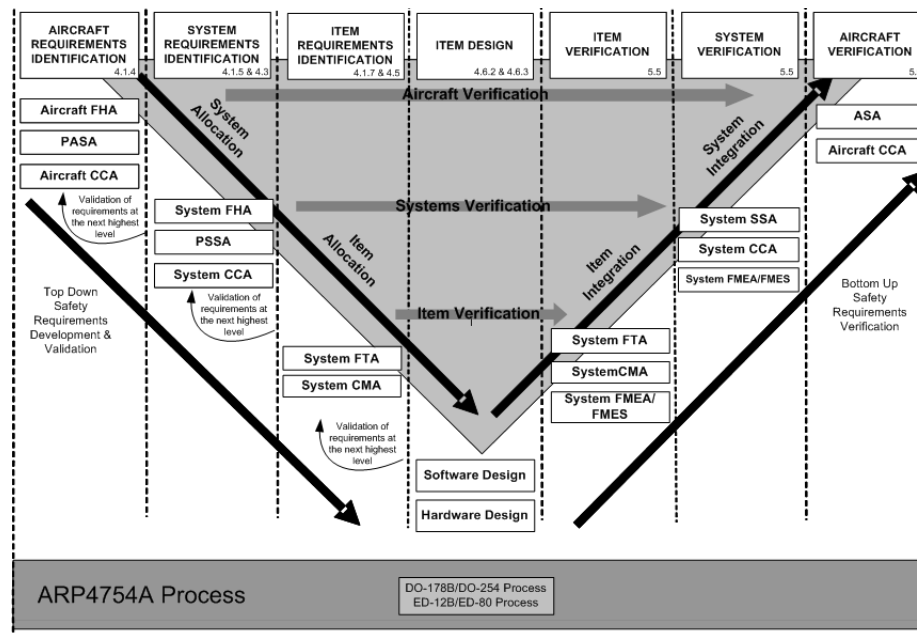 AIRCRAFT
REQUIREMENTS
IDENTIFICATION
4.1.4
SYSTEM
REQUIREMENTS
IDENTIFICATION
4.1.5 & 4.3
ITEM
REQUIREMENTS
IDENTIFICATION
4.1.7 & 4.5
ITEM DESIGN
4.6.2 & 4.6.3
ITEM
VERIFICATION
5.5
SYSTEM
VERIFICATION
5.5
AIRCRAFT
VERIFICATION
5.
Aircraft FHA
PASA
Aircraft CCA
Validation of
requirements at
the next highest
level
System FHA
PSSA
System CCA
Validation of
requirements at
the next highest
level
System FTA
System CMA
Validation of
requirements at
the next highest
level
Top Down
Safety
Requirements
Development &
Validation
System
Allocation
Item
Allocation
Aircraft Verification
Systems Verification
Item Verification
System
Integration
Item
Integration
Software Design
Hardware Design
System FTA
SystemCMA
System FMEA/
FMES
System SSA
System CCA
System FMEA/FMES
ASA
Aircraft CCA
Bottom Up
Safety
Requirements
Verification
ARP4754A Process
DO-178B/DO-254 Process
ED-12B/ED-80 Process